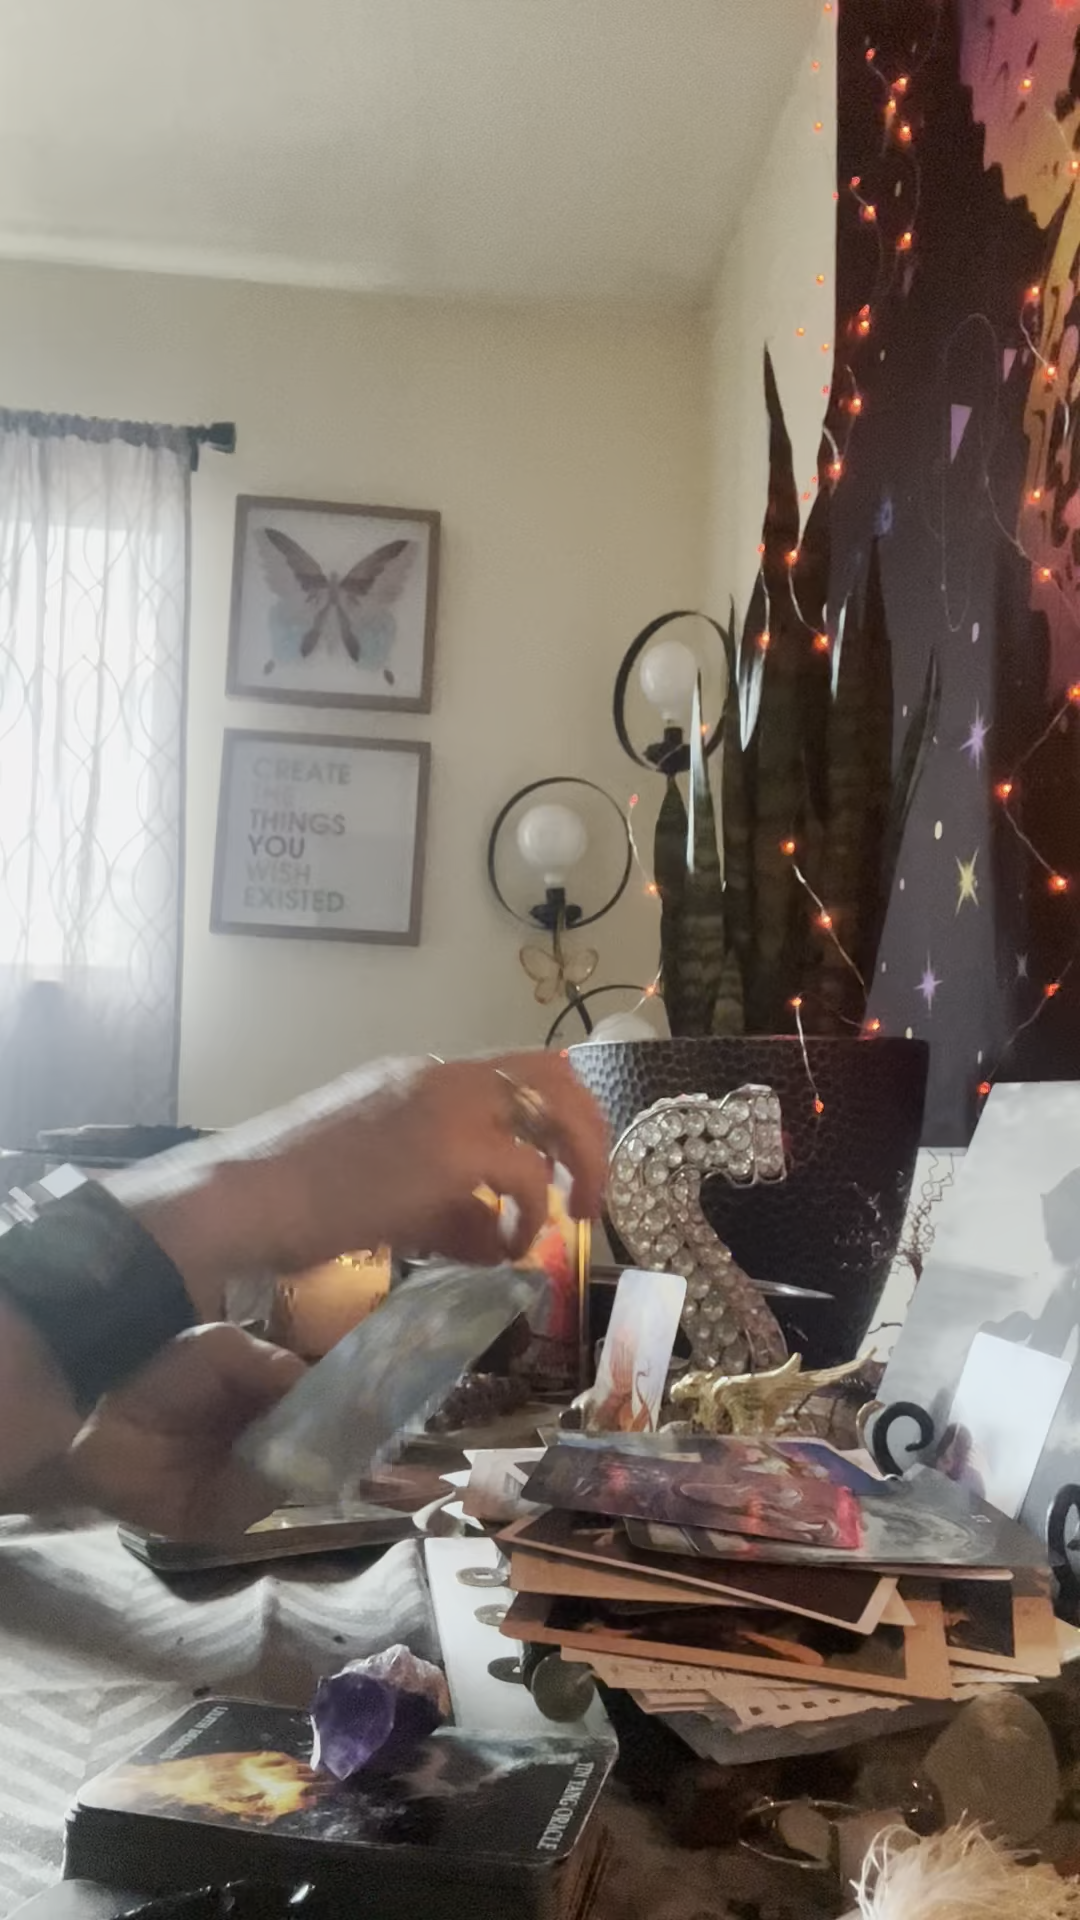 CREATE
THE
THINGS
YOU
WISH
EXISTED.
YIN YANG ORACLE